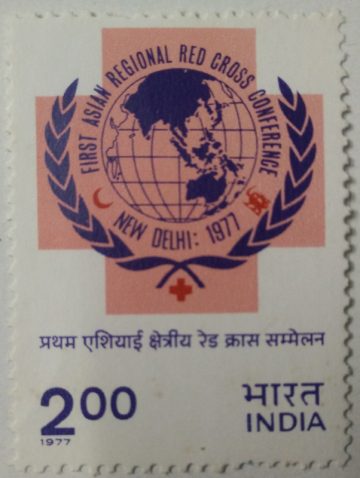 FIRST ASIAN REGIONAL RED CROSS CONFERENCE
NEW DELHI: 1977
प्रथम एशियाई क्षेत्रीय रेड क्रास सम्मेलन
2.00
भारत
INDIA
1977